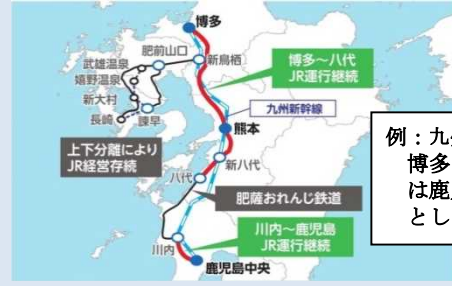 博多
肥前山口
新鳥栖
武雄温泉
嬉野温泉
新大村
長崎
諫早
博多～八代
JR運行継続
九州新幹線
熊本
上下分離により
JR経営存続
新八代
八代
肥薩おれんじ鉄道
川内～鹿児島
JR運行継続
川内
鹿児島中央
例：九
博多
は鹿
とし